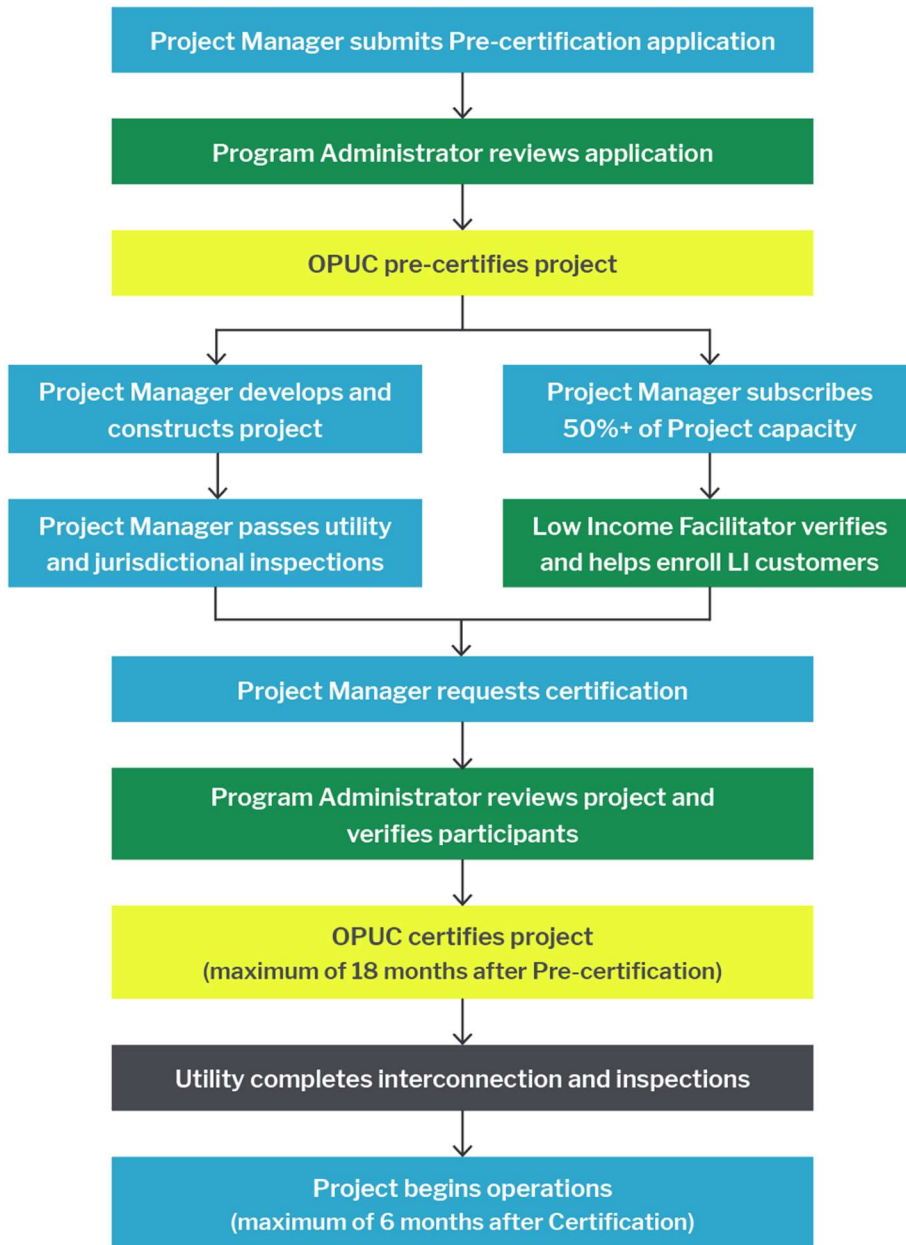 Project Manager submits Pre-certification application
Program Administrator reviews application
OPUC pre-certifies project
Project Manager develops and
constructs project
Project Manager subscribes
50%+ of Project capacity
Project Manager passes utility
and jurisdictional inspections
Low Income Facilitator verifies
and helps enroll LI customers
Project Manager requests certification
Program Administrator reviews project and
verifies participants
OPUC certifies project
(maximum of 18 months after Pre-certification)
Utility completes interconnection and inspections
Project begins operations
(maximum of 6 months after Certification)